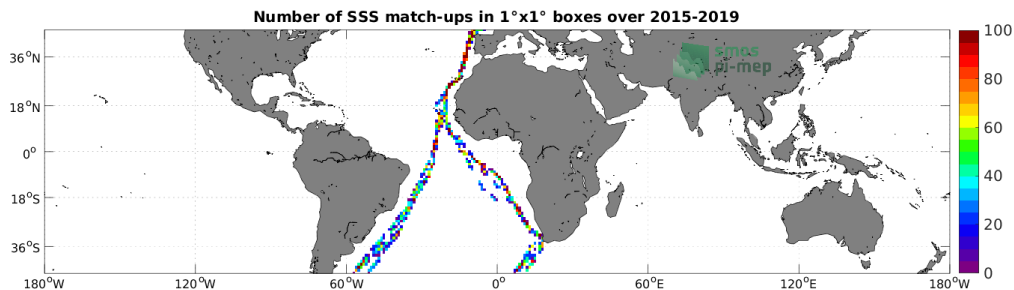 Number of SSS match-ups in 1°x1° boxes over 2015-2019
smos
pi-mep
36°N
18°N
0°
18°S
36°S
180°W 120°W 60°W 0° 60°E 120°E 180°W
100
80
60
40
20
0